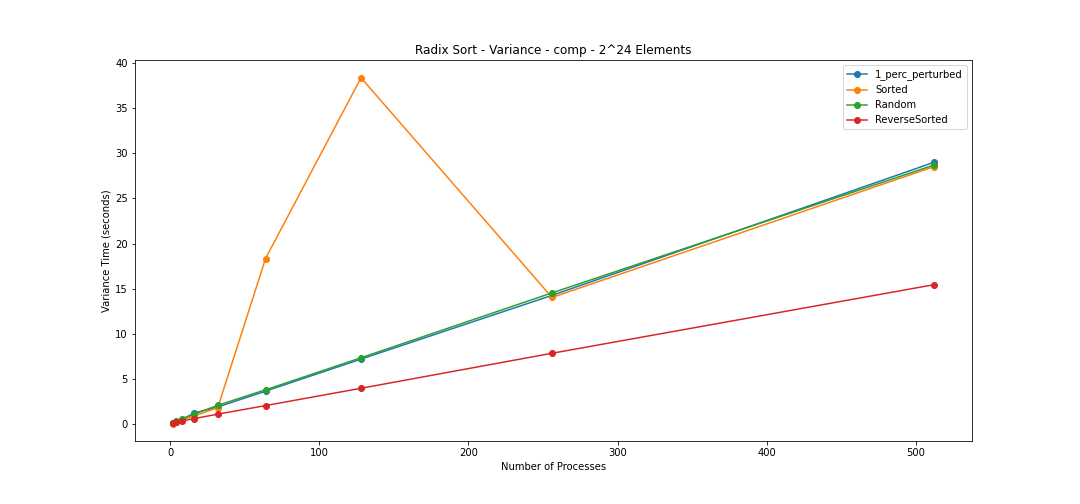 Radix Sort - Variance - comp - 2^24 Elements
40
35
30
25
20
15
10
5
0
Variance Time (seconds)
1_perc_perturbed
Sorted
Random
ReverseSorted
0 100 200 300 400 500
Number of Processes